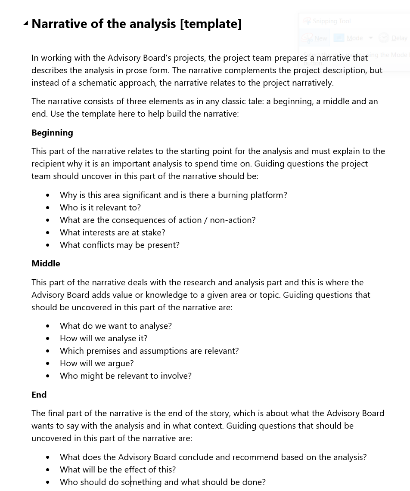 Narrative of the analysis [template]
In working with the Advisory Board's projects, the project team prepares a narrative that
describes the analysis in prose form. The narrative complements the project description, but
instead of a schematic approach, the narrative relates to the project narratively.
The narrative consists of three elements as in any classic tale: a beginning, a middle and an
end. Use the template here to help build the narrative:
Beginning
This part of the narrative relates to the starting point for the analysis and must explain to the
recipient why it is an important analysis to spend time on. Guiding questions the project
team should uncover in this part of the narrative should be:
• Why is this area significant and is there a burning platform?
• Who is it relevant to?
• What are the consequences of action / non-action?
• What interests are at stake?
• What conflicts may be present?
Middle
This part of the narrative deals with the research and analysis part and this is where the
Advisory Board adds value or knowledge to a given area or topic. Guiding questions that
should be uncovered in this part of the narrative are:
• What do we want to analyse?
• How will we analyse it?
• Which premises and assumptions are relevant?
• How will we argue?
• Who might be relevant to involve?
End
The final part of the narrative is the end of the story, which is about what the Advisory Board
wants to say with the analysis and in what context. Guiding questions that should be
uncovered in this part of the narrative are:
• What does the Advisory Board conclude and recommend based on the analysis?
• What will be the effect of this?
• Who should do something and what should be done?